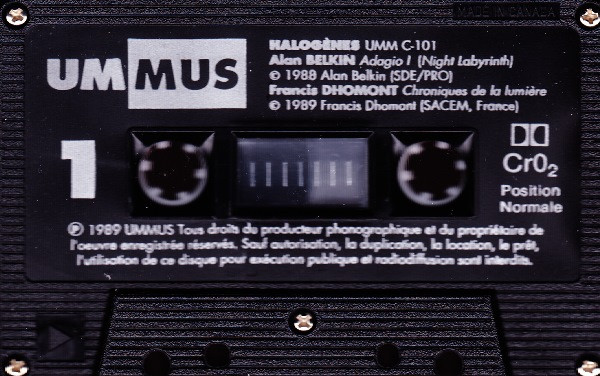 MADE IN CANADA
UMMUS
HALOGÈNES UMM C-101
Alan BELKIN Adagio I (Night Labyrinth)
© 1988 Alan Belkin (SDE/PRO)
Francis DHOMONT Chroniques de la lumière
© 1989 Francis Dhomont (SACEM, France)
1
CrO₂
Position
Normale
℗ 1989 UMMUS Tous droits du producteur phonographique et du propriétaire de
l'oeuvre enregistrée réservés. Sauf autorisation, la duplication, la location, le prêt,
l'utilisation de ce disque pour exécution publique et radiodiffusion sont interdits.